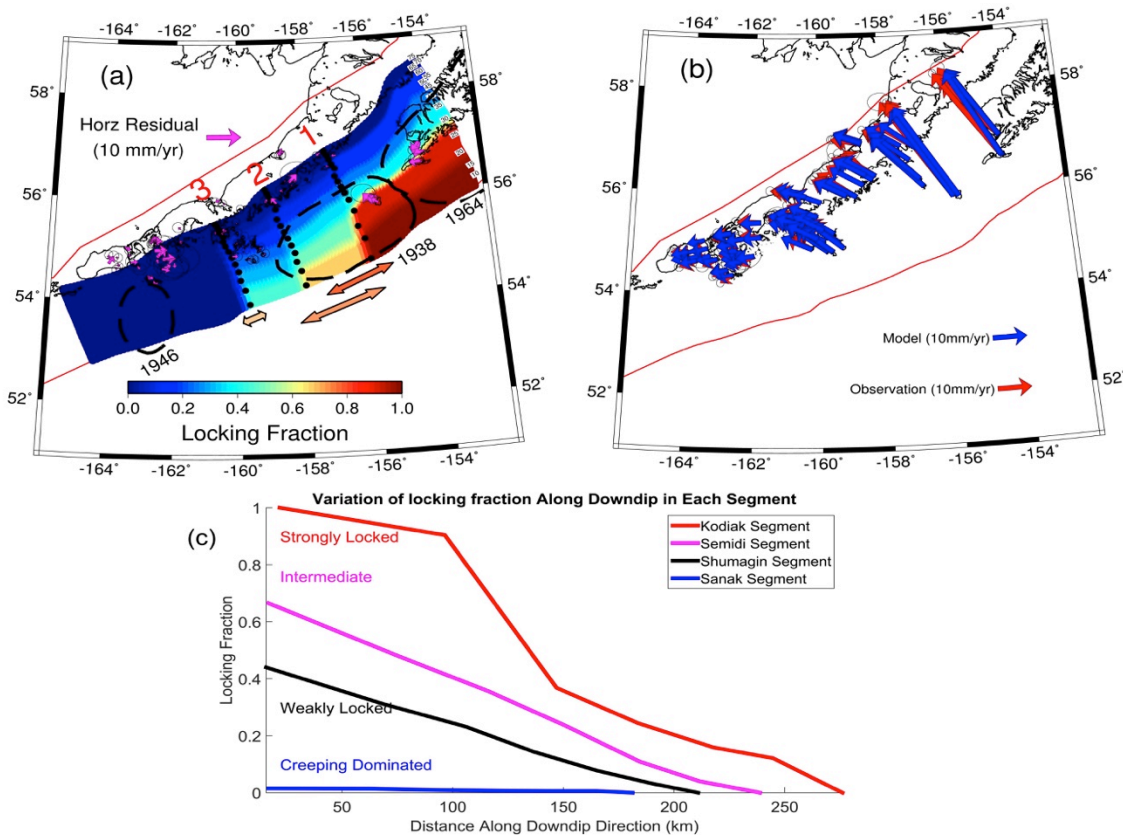 -164° -162° -160° -158° -156° -154°
(a)
58°
58°
Horz Residual
(10 mm/yr)
1
2
3
56°
56°
1964
1938
54°
54°
1946
0.0 0.2 0.4 0.6 0.8 1.0
Locking Fraction
52°
52°
-164° -162° -160° -158° -156° -154°
-164° -162° -160° -158° -156° -154°
(b)
58°
58°
56°
56°
54°
54°
Model (10mm/yr)
Observation (10mm/yr)
52°
52°
-164° -162° -160° -158° -156° -154°
Variation of locking fraction Along Downdip in Each Segment
(c)
Kodiak Segment
Semidi Segment
Shumagin Segment
Sanak Segment
Strongly Locked
Intermediate
Weakly Locked
Creeping Dominated
Locking Fraction
1
0.8
0.6
0.4
0.2
0
50 100 150 200 250
Distance Along Downdip Direction (km)